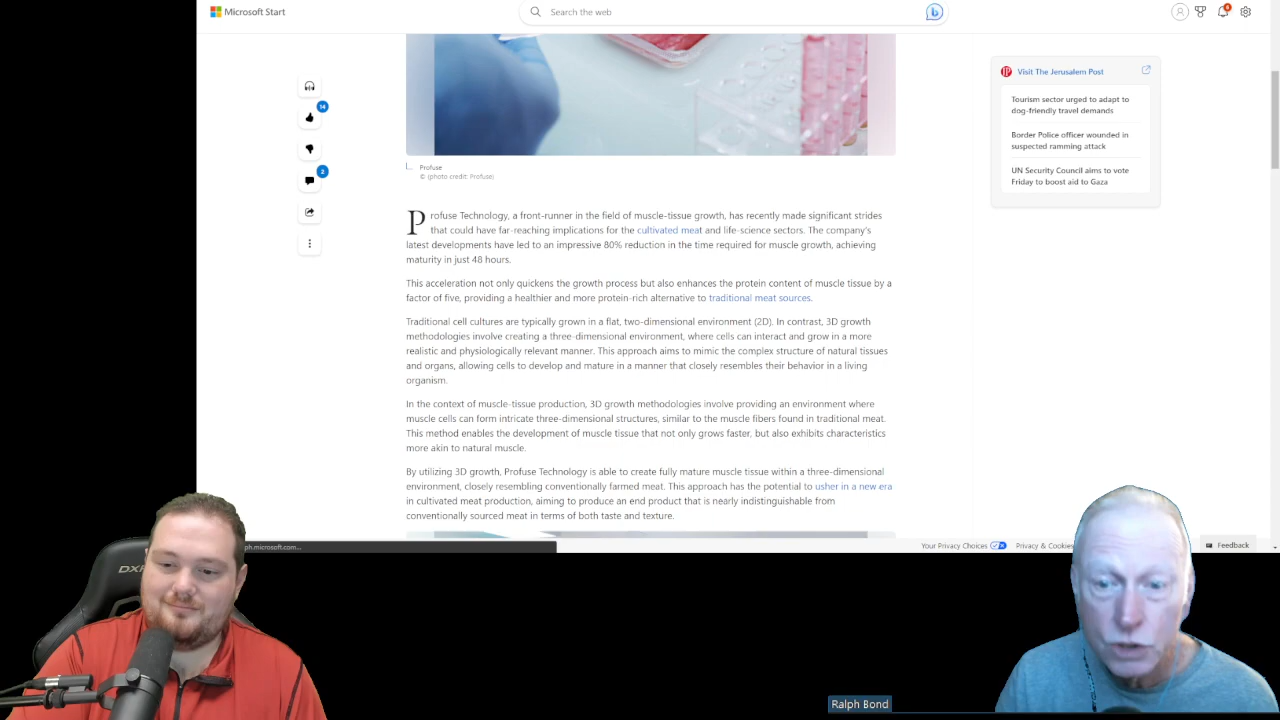 Microsoft Start
Search the web
8
14
2
Visit The Jerusalem Post
Tourism sector urged to adapt to
dog-friendly travel demands
Border Police officer wounded in
suspected ramming attack
UN Security Council aims to vote
Friday to boost aid to Gaza
Profuse
© (photo credit: Profuse)
Profuse Technology, a front-runner in the field of muscle-tissue growth, has recently made significant strides
that could have far-reaching implications for the cultivated meat and life-science sectors. The company's
latest developments have led to an impressive 80% reduction in the time required for muscle growth, achieving
maturity in just 48 hours.
This acceleration not only quickens the growth process but also enhances the protein content of muscle tissue by a
factor of five, providing a healthier and more protein-rich alternative to traditional meat sources.
Traditional cell cultures are typically grown in a flat, two-dimensional environment (2D). In contrast, 3D growth
methodologies involve creating a three-dimensional environment, where cells can interact and grow in a more
realistic and physiologically relevant manner. This approach aims to mimic the complex structure of natural tissues
and organs, allowing cells to develop and mature in a manner that closely resembles their behavior in a living
organism.
In the context of muscle-tissue production, 3D growth methodologies involve providing an environment where
muscle cells can form intricate three-dimensional structures, similar to the muscle fibers found in traditional meat.
This method enables the development of muscle tissue that not only grows faster, but also exhibits characteristics
more akin to natural muscle.
By utilizing 3D growth, Profuse Technology is able to create fully mature muscle tissue within a three-dimensional
environment, closely resembling conventionally farmed meat. This approach has the potential to usher in a new era
in cultivated meat production, aiming to produce an end product that is nearly indistinguishable from
conventionally sourced meat in terms of both taste and texture.
ph.microsoft.com...
Your Privacy Choices
Privacy & Cookies
Feedback
DX
Ralph Bond